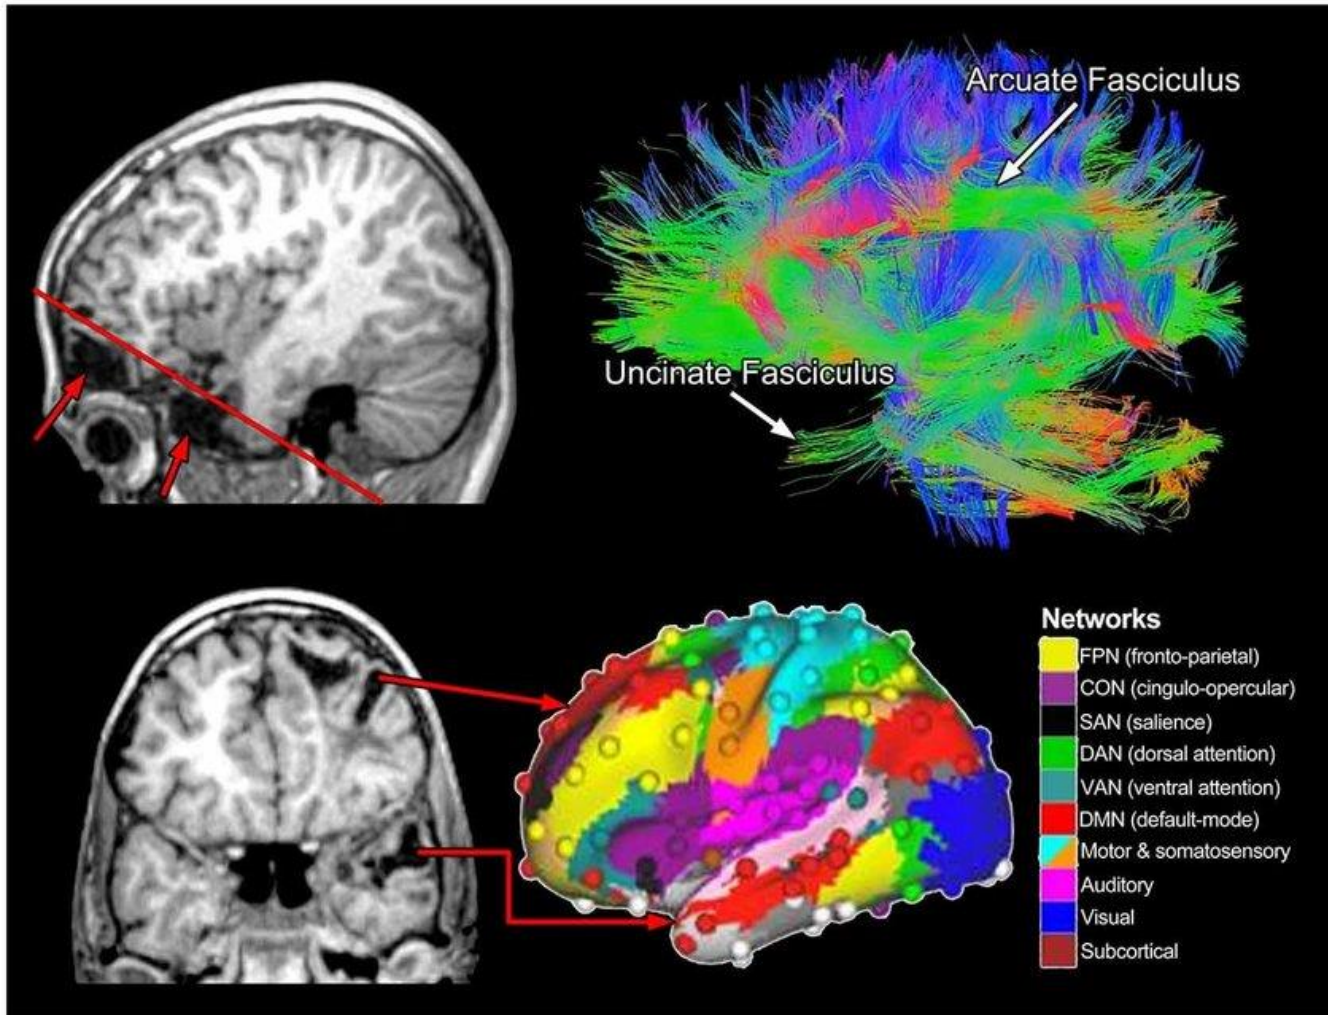 Arcuate Fasciculus
Uncinate Fasciculus
Networks
FPN (fronto-parietal)
CON (cingulo-opercular)
SAN (salience)
DAN (dorsal attention)
VAN (ventral attention)
DMN (default-mode)
Motor & somatosensory
Auditory
Visual
Subcortical